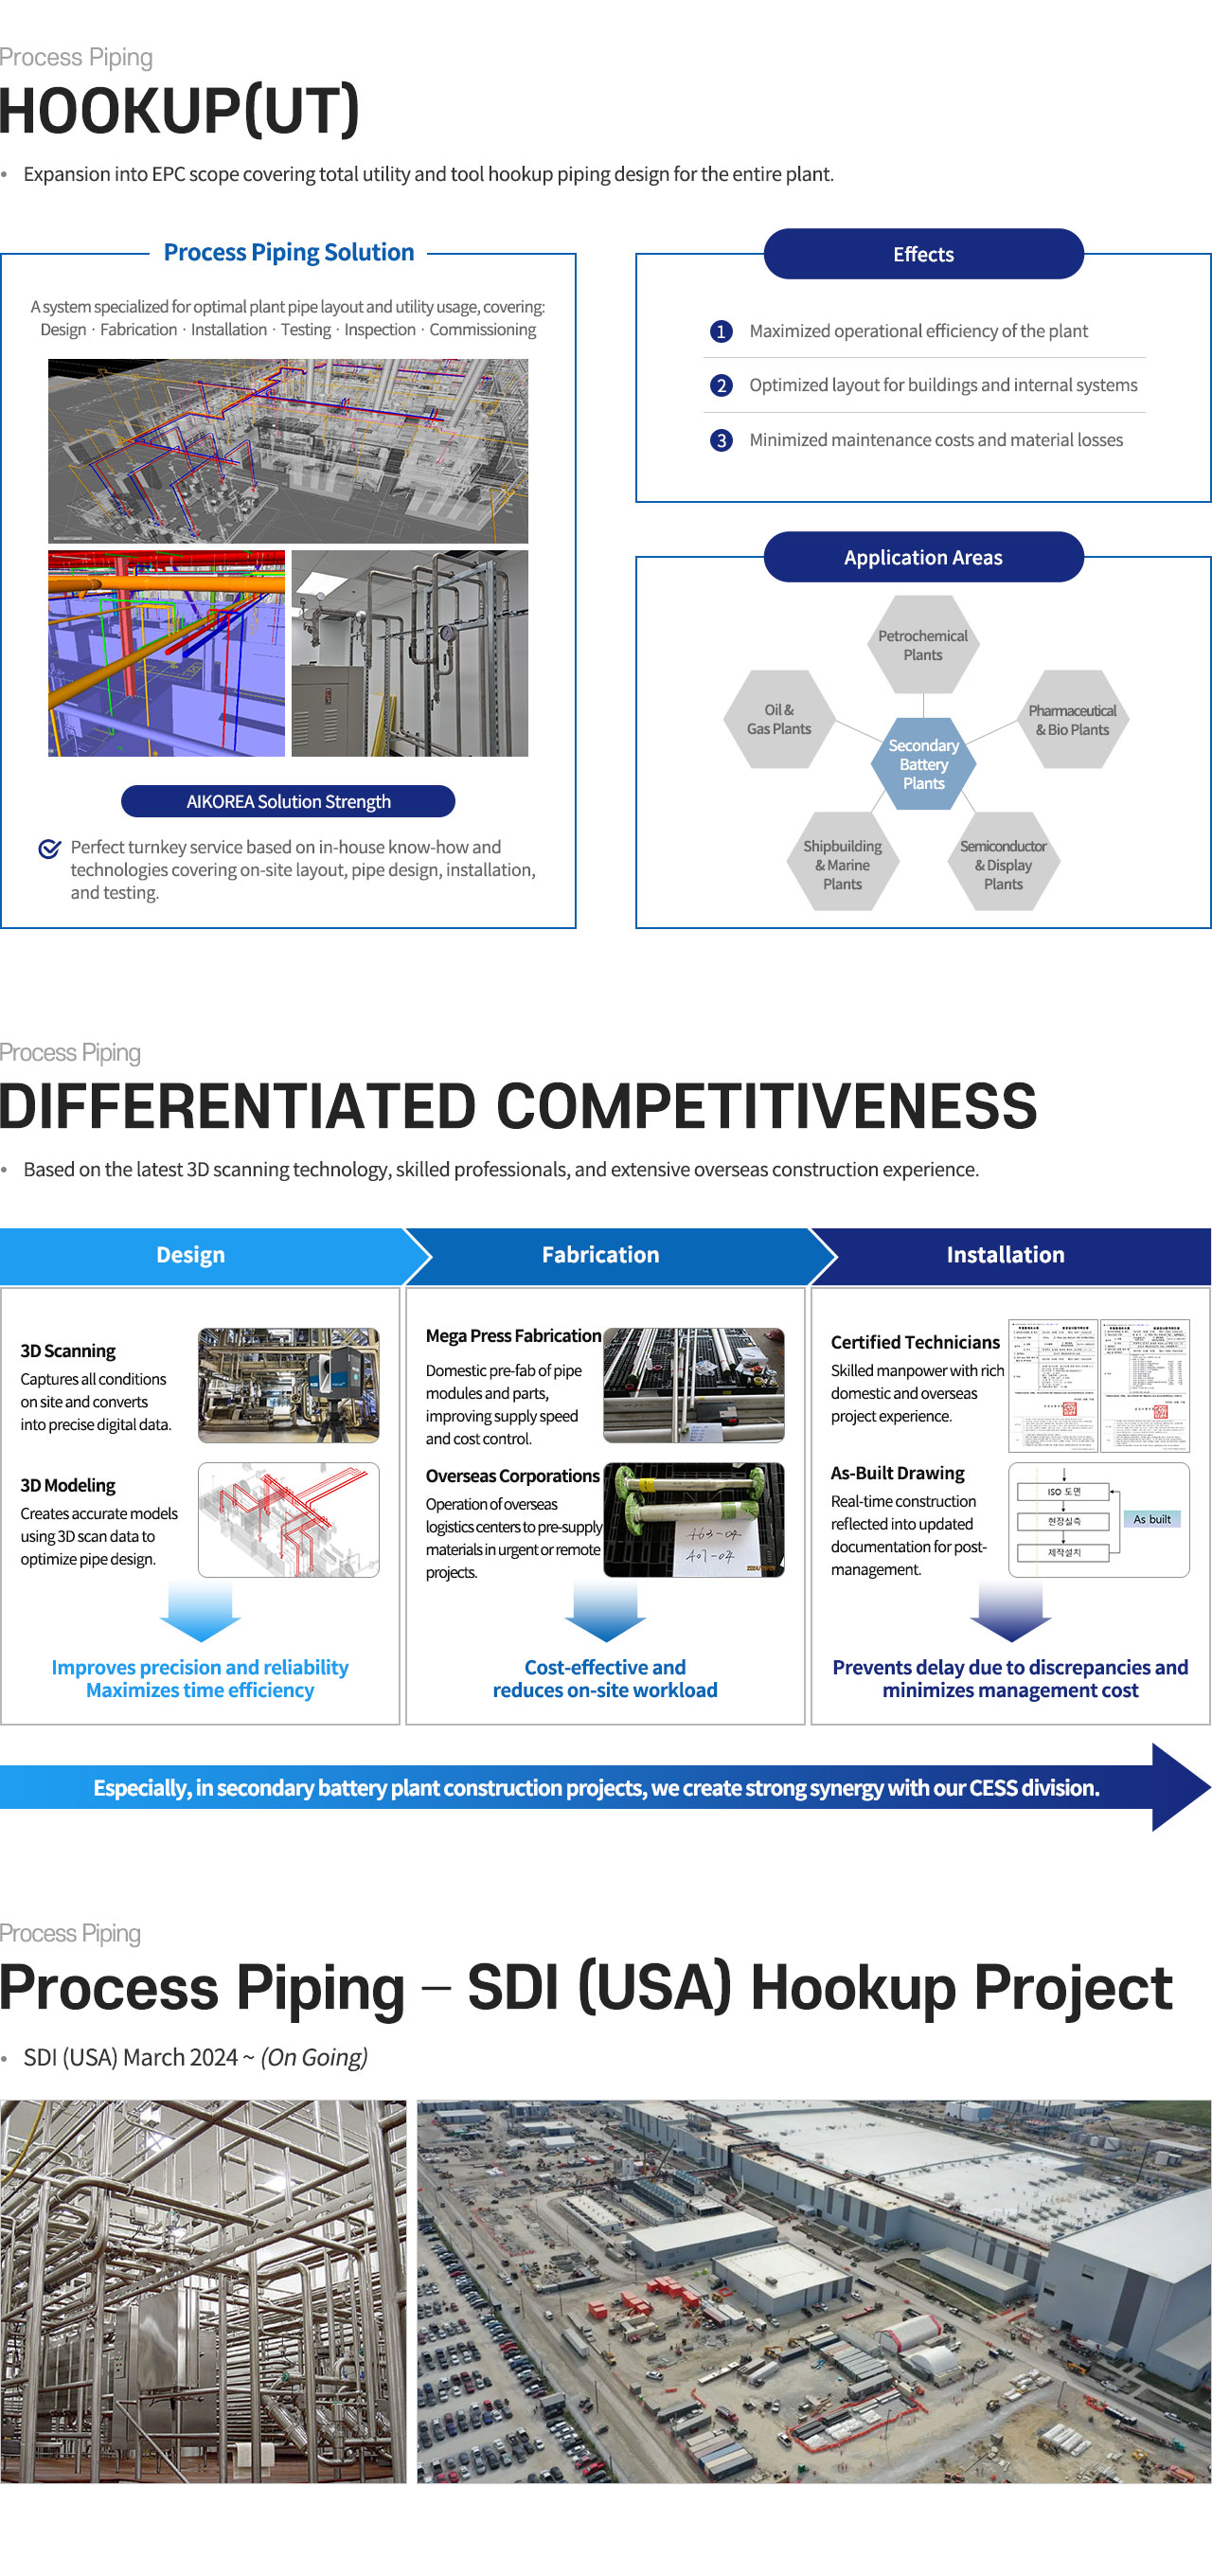 Process Piping
HOOKUP(UT)
• Expansion into EPC scope covering total utility and tool hookup piping design for the entire plant.
Process Piping Solution
A system specialized for optimal plant pipe layout and utility usage, covering:
Design · Fabrication · Installation · Testing · Inspection · Commissioning
AIKOREA Solution Strength
Perfect turnkey service based on in-house know-how and
technologies covering on-site layout, pipe design, installation,
and testing.
Effects
1 Maximized operational efficiency of the plant
2 Optimized layout for buildings and internal systems
3 Minimized maintenance costs and material losses
Application Areas
Petrochemical
Plants
Oil &
Gas Plants
Pharmaceutical
& Bio Plants
Secondary
Battery
Plants
Shipbuilding
& Marine
Plants
Semiconductor
& Display
Plants
Process Piping
DIFFERENTIATED COMPETITIVENESS
• Based on the latest 3D scanning technology, skilled professionals, and extensive overseas construction experience.
Design
Fabrication
Installation
3D Scanning
Captures all conditions
on site and converts
into precise digital data.
3D Modeling
Creates accurate models
using 3D scan data to
optimize pipe design.
Improves precision and reliability
Maximizes time efficiency
Mega Press Fabrication
Domestic pre-fab of pipe
modules and parts,
improving supply speed
and cost control.
Overseas Corporations
Operation of overseas
logistics centers to pre-supply
materials in urgent or remote
projects.
H63-04
A07-04
Cost-effective and
reduces on-site workload
Certified Technicians
Skilled manpower with rich
domestic and overseas
project experience.
As-Built Drawing
Real-time construction
reflected into updated
documentation for post-
management.
ISO 도면
현장실측
제작설치
As built
Prevents delay due to discrepancies and
minimizes management cost
Especially, in secondary battery plant construction projects, we create strong synergy with our CESS division.
Process Piping
Process Piping – SDI (USA) Hookup Project
• SDI (USA) March 2024 ~ (On Going)